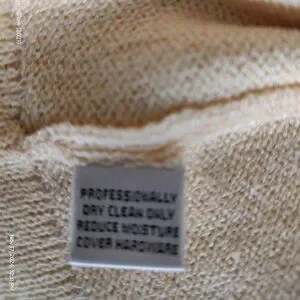 PROFESSIONALLY
DRY CLEAN ONLY
REDUCE MOISTURE
COVER HARDWARE